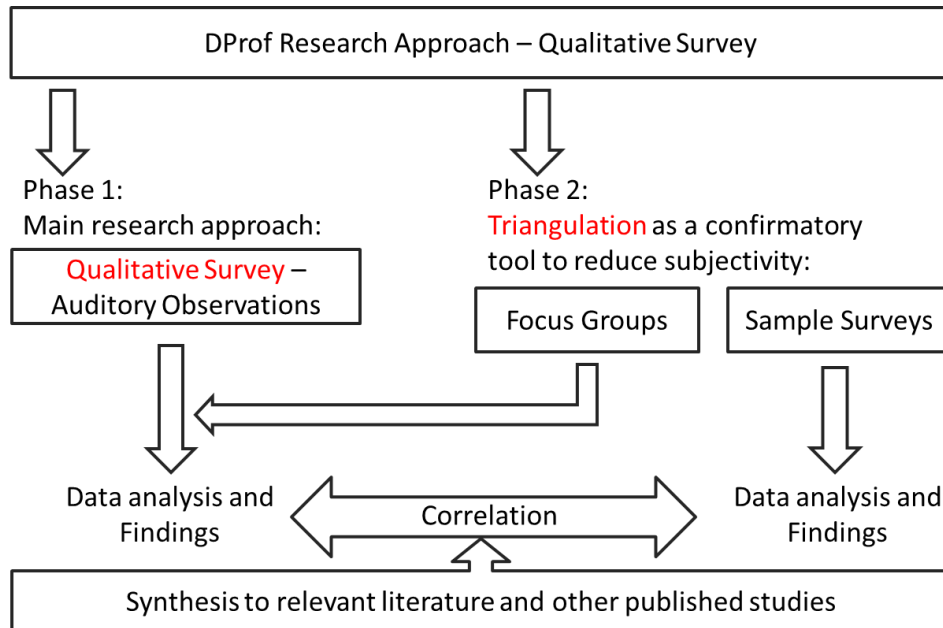 DProf Research Approach – Qualitative Survey
Phase 1:
Main research approach:
Qualitative Survey –
Auditory Observations
Phase 2:
Triangulation as a confirmatory
tool to reduce subjectivity:
Focus Groups
Sample Surveys
Data analysis and
Findings
Correlation
Data analysis and
Findings
Synthesis to relevant literature and other published studies